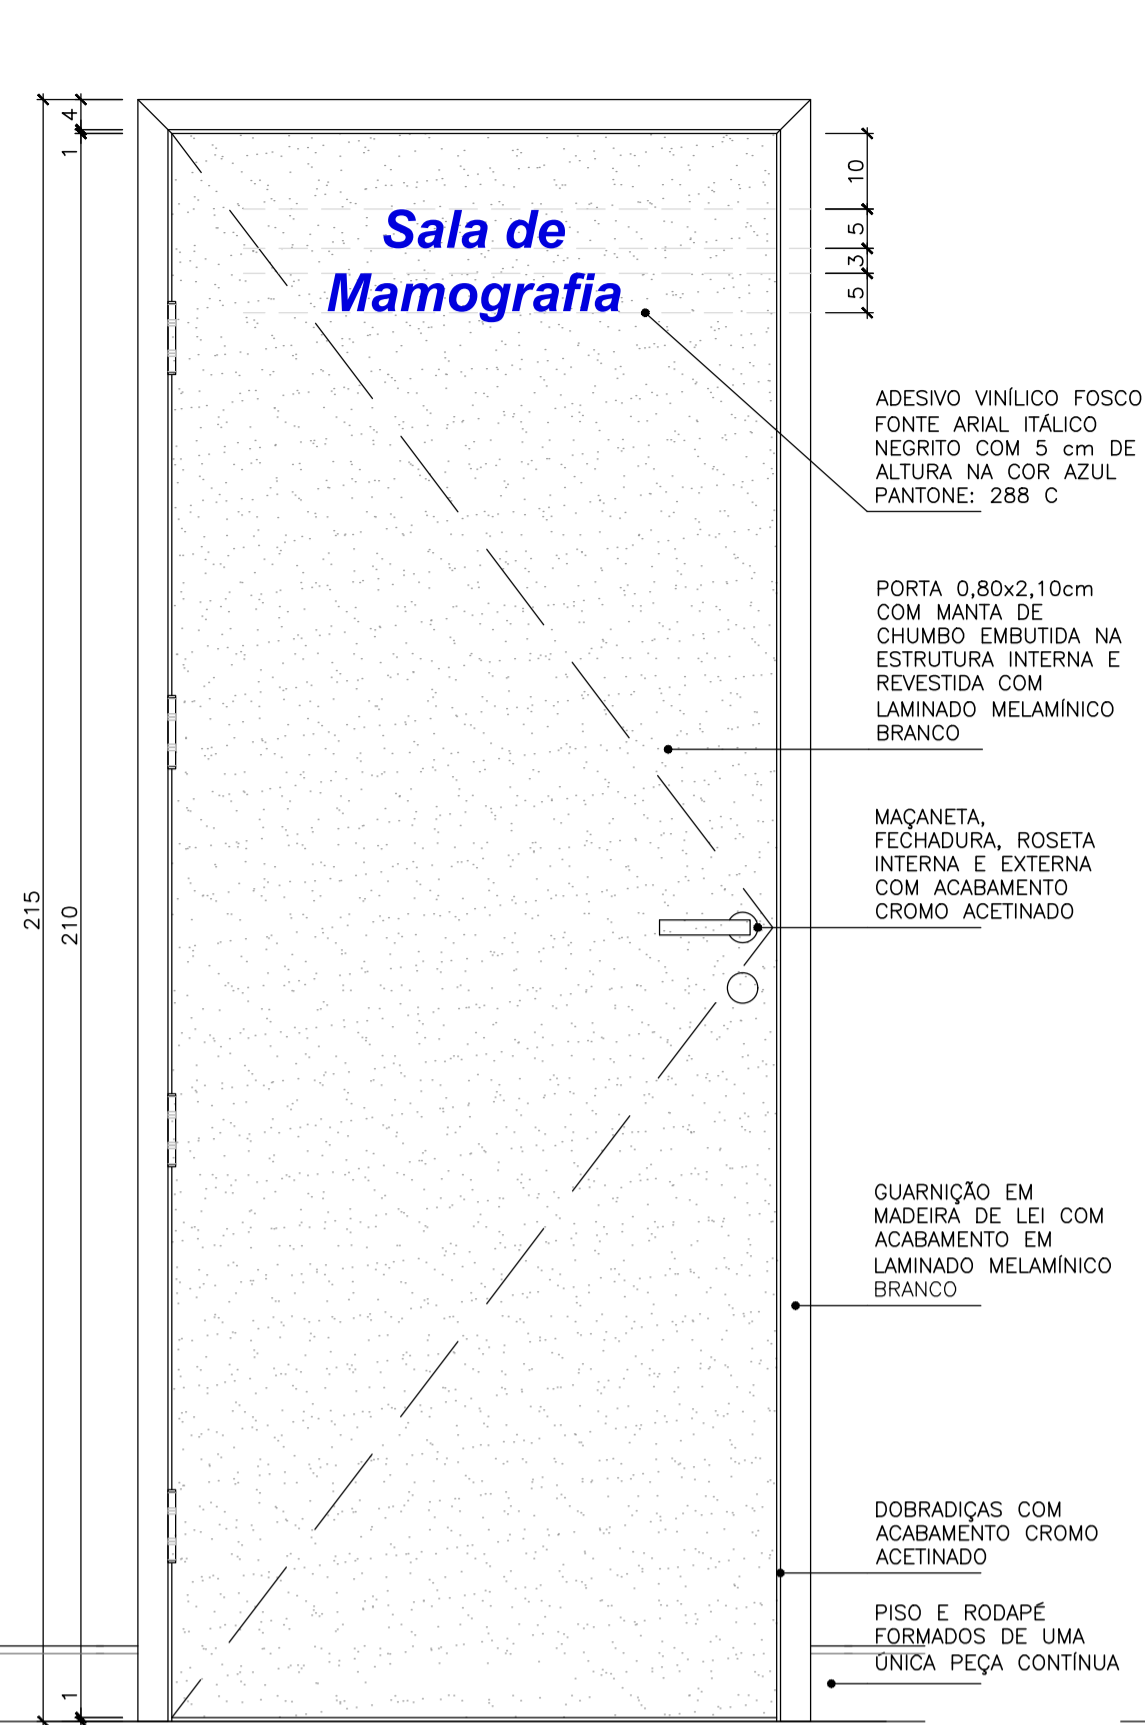 4
1
10
5
3
5
Sala de
Mamografia
ADESIVO VINÍLICO FOSCO
FONTE ARIAL ITÁLICO
NEGRITO COM 5 cm DE
ALTURA NA COR AZUL
PANTONE: 288 C
PORTA 0,80x2,10cm
COM MANTA DE
CHUMBO EMBUTIDA NA
ESTRUTURA INTERNA E
REVESTIDA COM
LAMINADO MELAMÍNICO
BRANCO
MAÇANETA,
FECHADURA, ROSETA
INTERNA E EXTERNA
COM ACABAMENTO
CROMO ACETINADO
215
210
GUARNIÇÃO EM
MADEIRA DE LEI COM
ACABAMENTO EM
LAMINADO MELAMÍNICO
BRANCO
DOBRADIÇAS COM
ACABAMENTO CROMO
ACETINADO
PISO E RODAPÉ
FORMADOS DE UMA
ÚNICA PEÇA CONTÍNUA
1